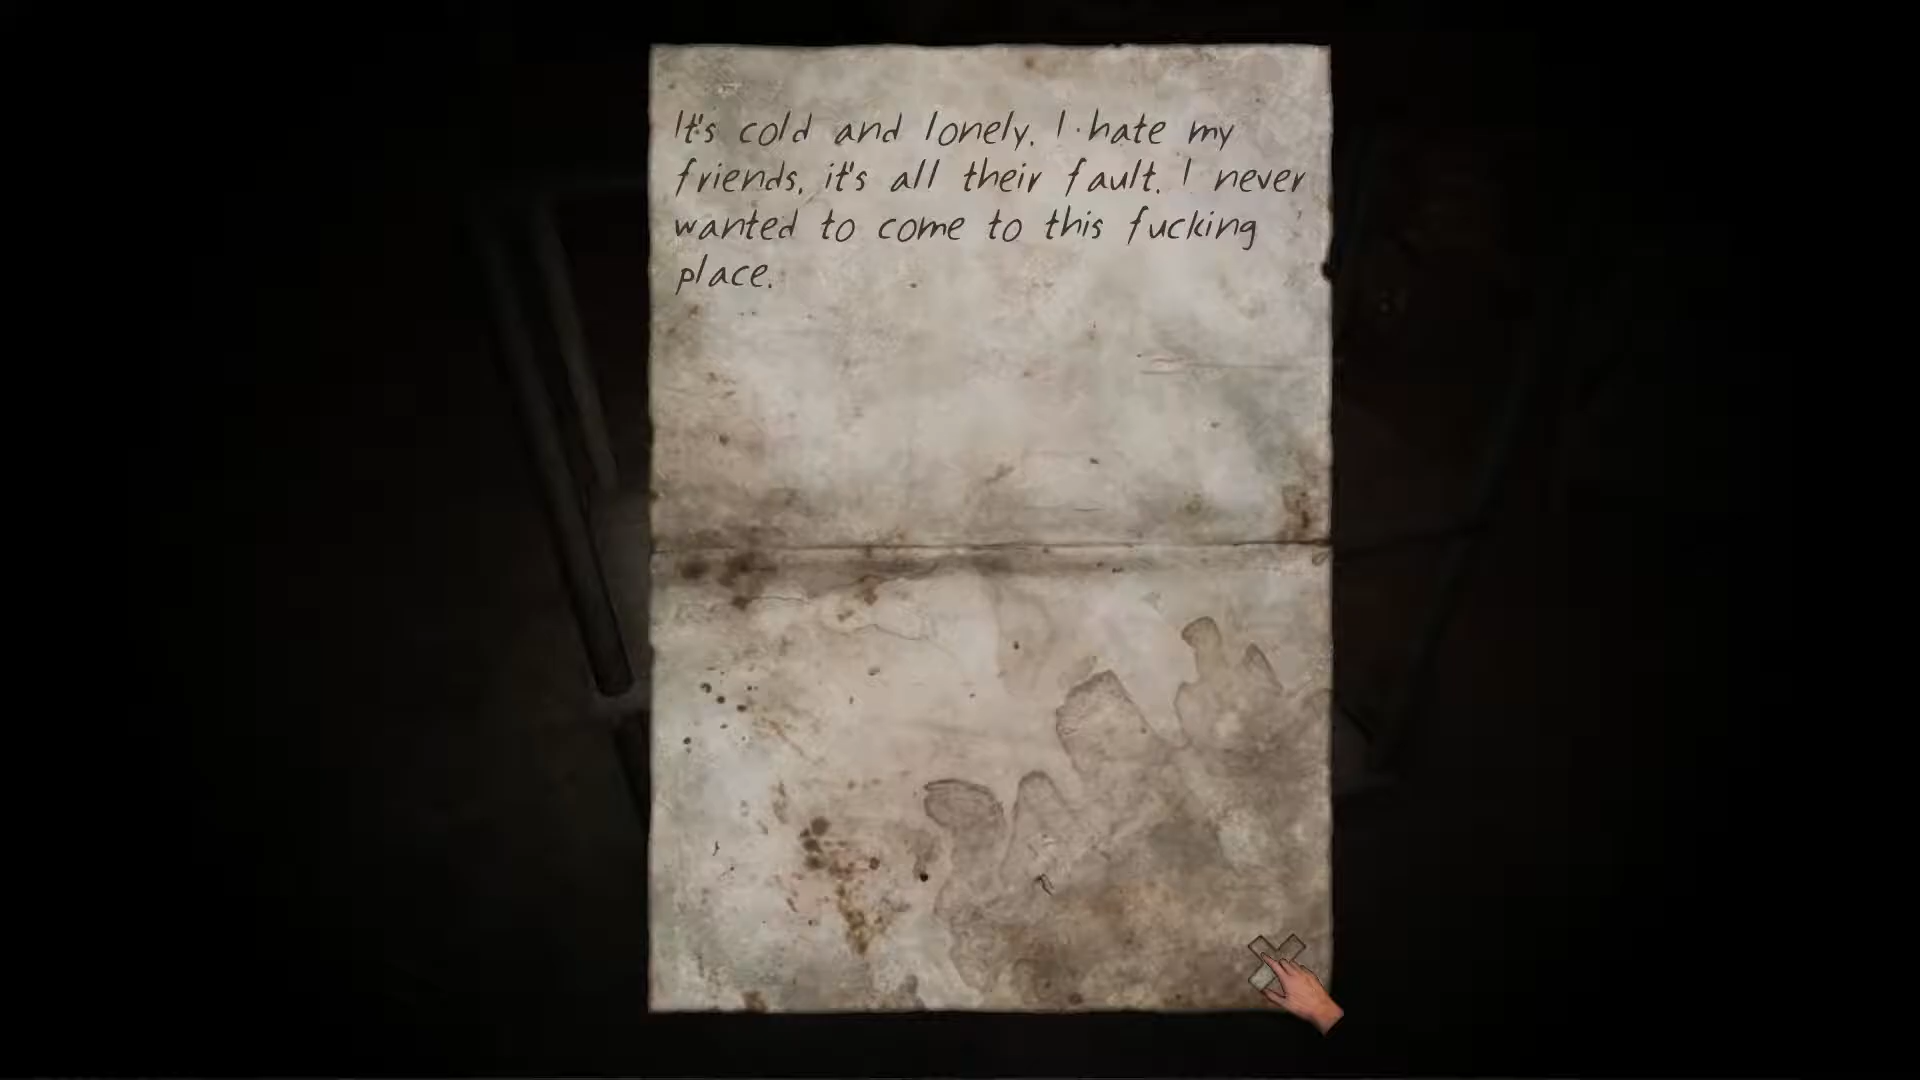 It's cold and lonely. I hate my
friends, it's all their fault. I never
wanted to come to this fucking
place.